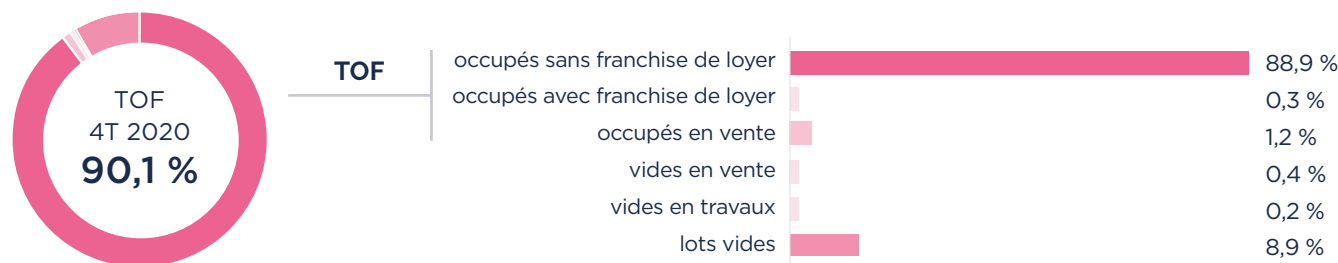 TOF
4T 2020
90,1 %
TOF
occupés sans franchise de loyer 88,9 %
occupés avec franchise de loyer 0,3 %
occupés en vente 1,2 %
vides en vente 0,4 %
vides en travaux 0,2 %
lots vides 8,9 %